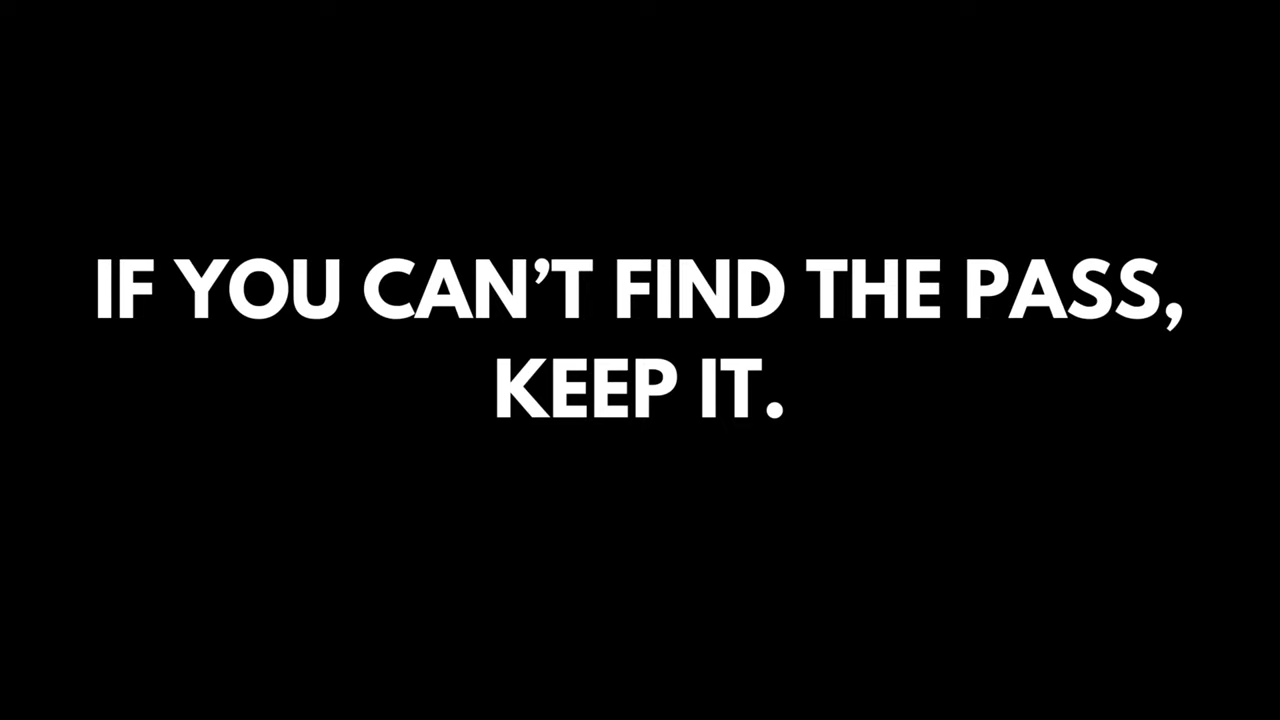 IF YOU CAN’T FIND THE PASS,
KEEP IT.